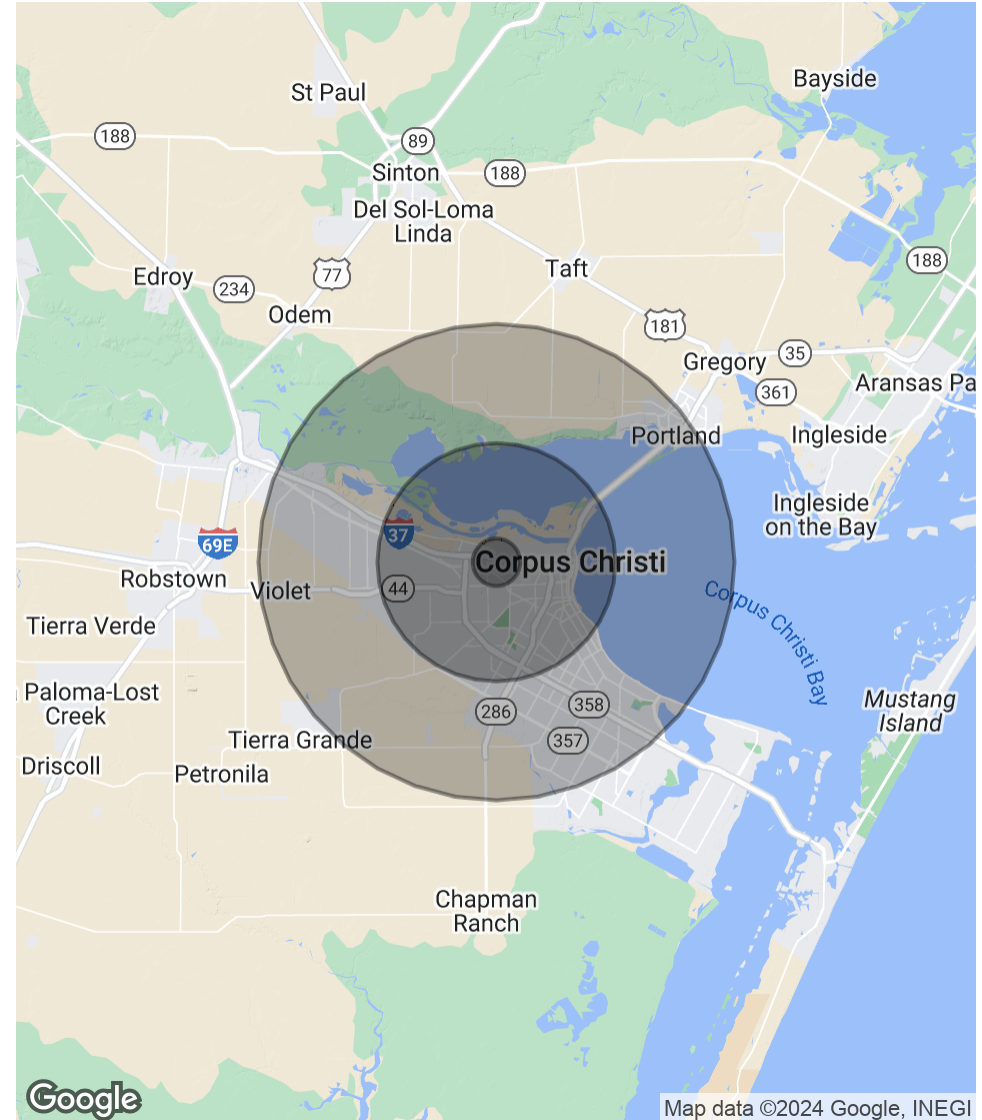 Bayside
St Paul
188
89
Sinton
188
Del Sol-Loma
Linda
188
Taft
Edroy
77
234
Odem
181
35
Gregory
361
Aransas Pa
Portland
Ingleside
Ingleside
on the Bay
37
69E
Corpus Christi
Robstown
Violet
44
Corpus Christi Bay
Tierra Verde
Paloma-Lost
Creek
Mustang
Island
358
286
357
Tierra Grande
Driscoll
Petronila
Chapman
Ranch
Google
Map data ©2024 Google, INEGI